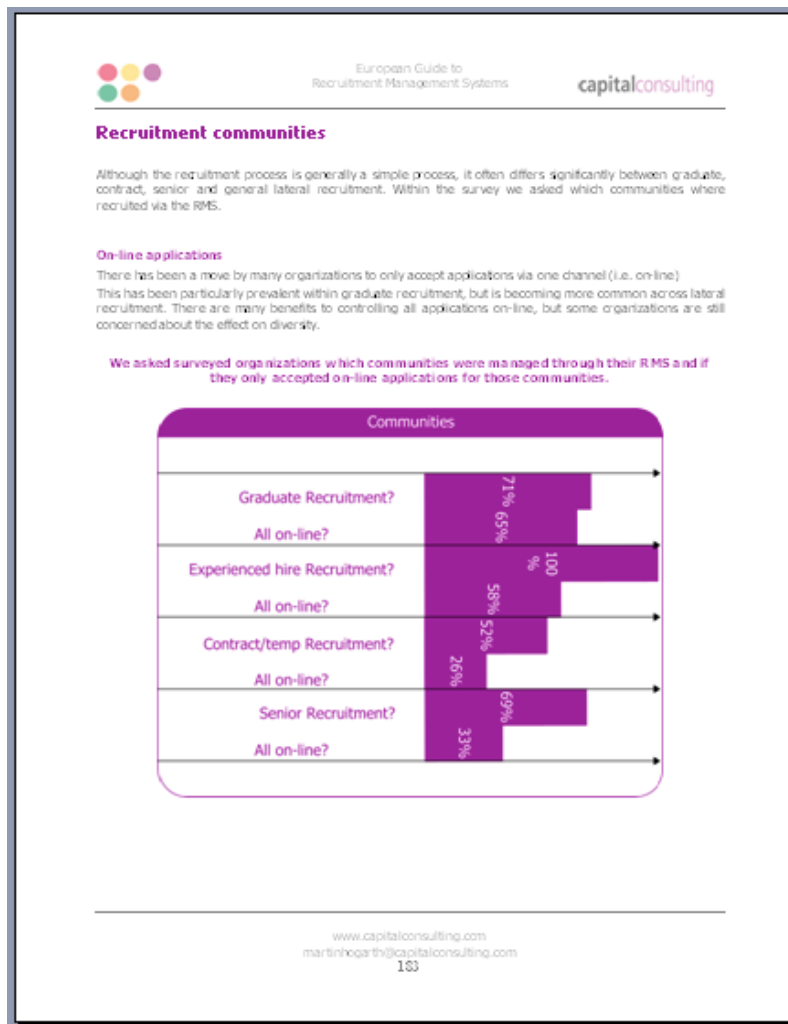 European Guide to
Recruitment Management Systems
capitalconsulting
Recruitment communities
Although the recruitment process is generally a simple process, it often differs significantly between graduate,
contract, senior and general lateral recruitment. Within the survey we asked which communities where
recruited via the RMS.
On-line applications
There has been a move by many organizations to only accept applications via one channel (i.e. on-line)
This has been particularly prevalent within graduate recruitment, but is becoming more common across lateral
recruitment. There are many benefits to controlling all applications on-line, but some organizations are still
concerned about the effect on diversity.
We asked surveyed organizations which communities were managed through their RMS and if
they only accepted on-line applications for those communities.
Communities
Graduate Recruitment? 71%
All on-line? 65%
Experienced hire Recruitment? 100 %
All on-line? 58%
Contract/temp Recruitment? 52%
All on-line? 26%
Senior Recruitment? 69%
All on-line? 33%
www.capitalconsulting.com
martinhogarth@capitalconsulting.com
183